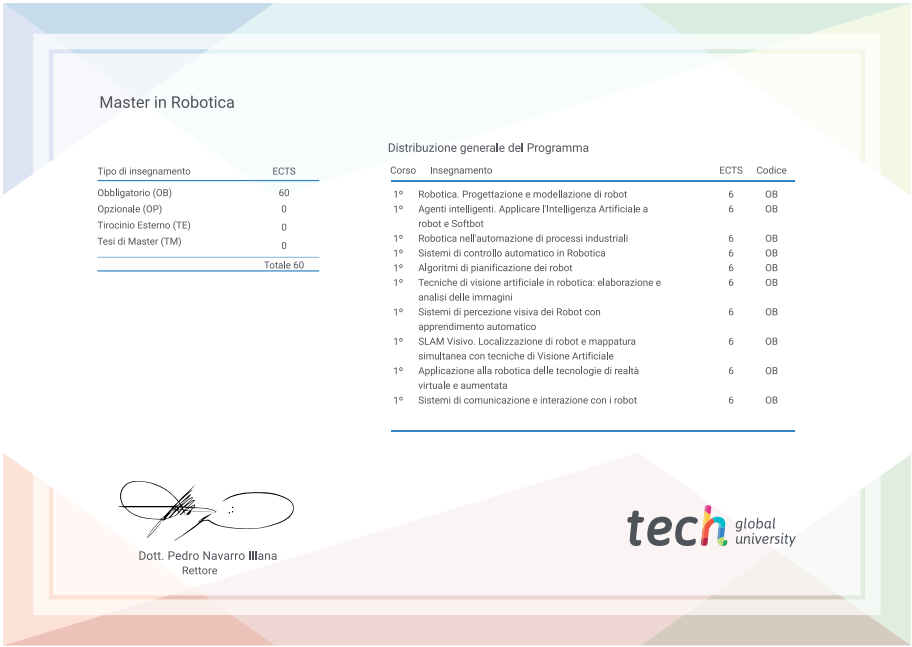 Master in Robotica
Tipo di insegnamento ECTS
Obbligatorio (OB) 60
Opzionale (OP) 0
Tirocinio Esterno (TE) 0
Tesi di Master (TM) 0
Totale 60
Distribuzione generale del Programma
Corso Insegnamento ECTS Codice
1º Robotica. Progettazione e modellazione di robot 6 OB
1º Agenti intelligenti. Applicare l'Intelligenza Artificiale a 6 OB
robot e Softbot
1º Robotica nell'automazione di processi industriali 6 OB
1º Sistemi di controllo automatico in Robotica 6 OB
1º Algoritmi di pianificazione dei robot 6 OB
1º Tecniche di visione artificiale in robotica: elaborazione e 6 OB
analisi delle immagini
1º Sistemi di percezione visiva dei Robot con 6 OB
apprendimento automatico
1º SLAM Visivo. Localizzazione di robot e mappatura 6 OB
simultanea con tecniche di Visione Artificiale
1º Applicazione alla robotica delle tecnologie di realtà 6 OB
virtuale e aumentata
1º Sistemi di comunicazione e interazione con i robot 6 OB
Dott. Pedro Navarro Illana
Rettore
tech global
university